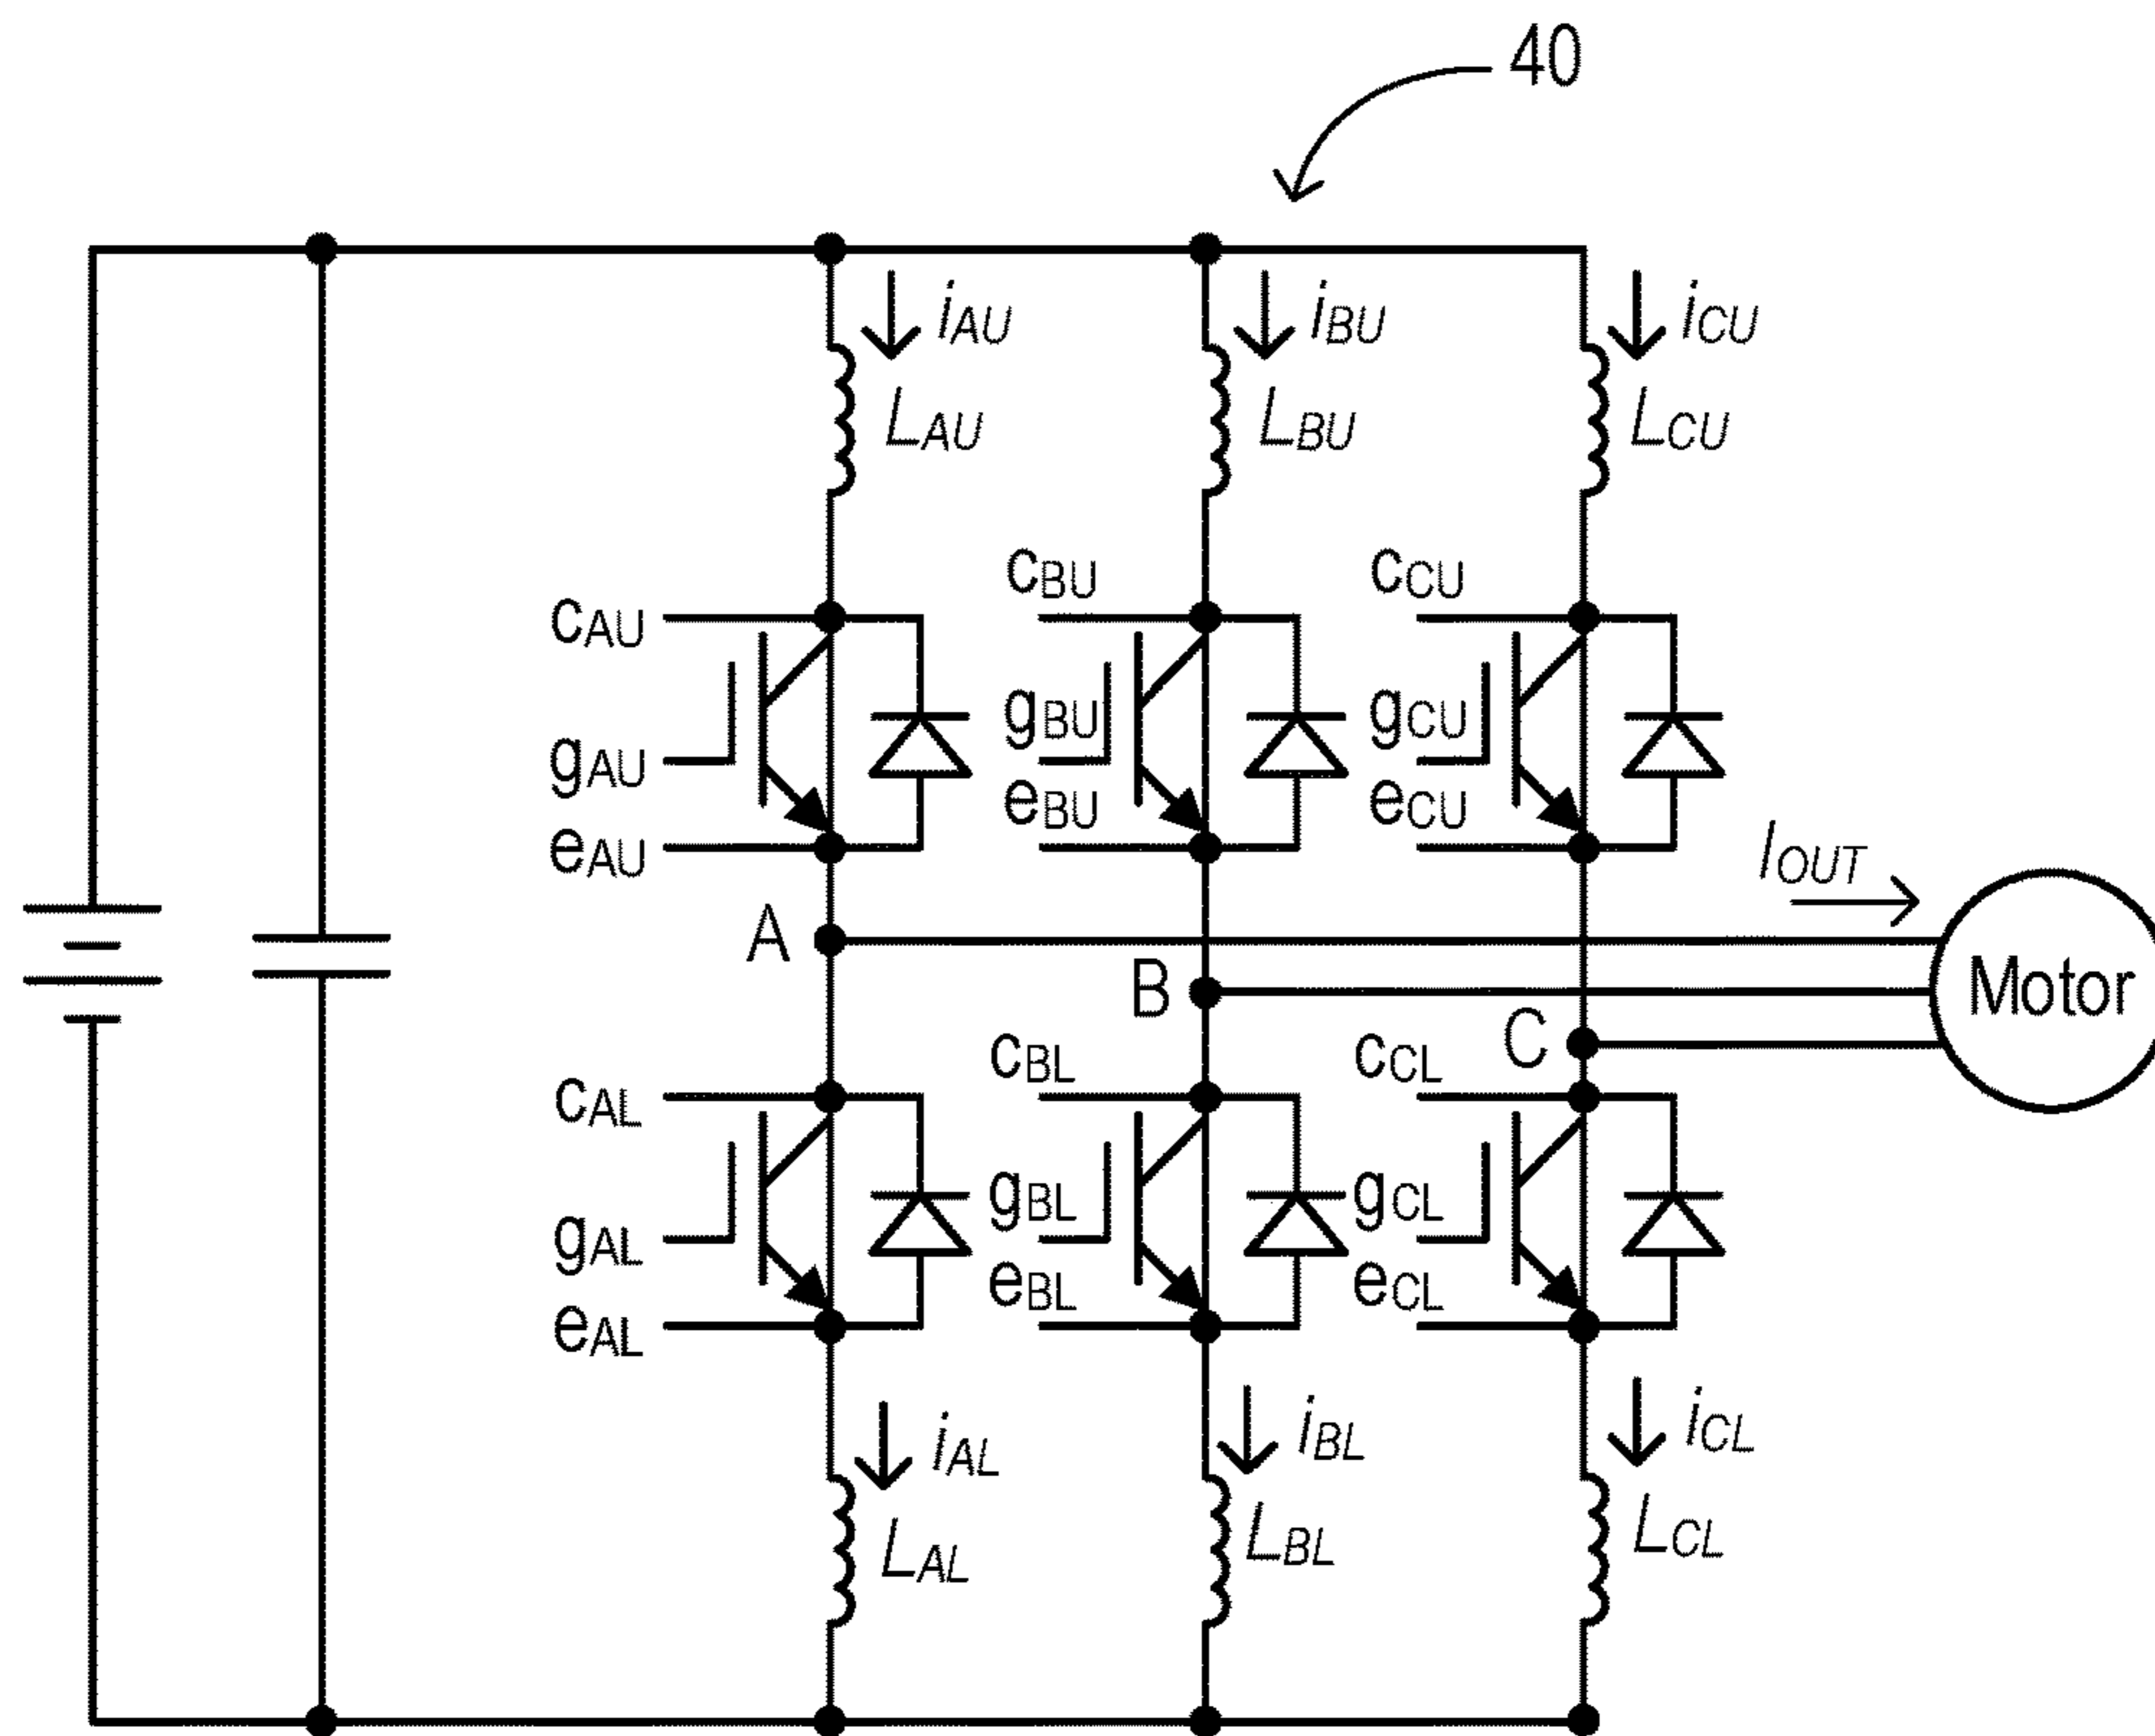 40
iAU
iBU
iCU
LAU
LBU
LCU
cAU
cBU
cCU
gAU
gBU
gCU
eAU
eBU
eCU
IOUT
A
B
C
Motor
cAL
cBL
cCL
gAL
gBL
gCL
eAL
eBL
eCL
iAL
iBL
iCL
LAL
LBL
LCL